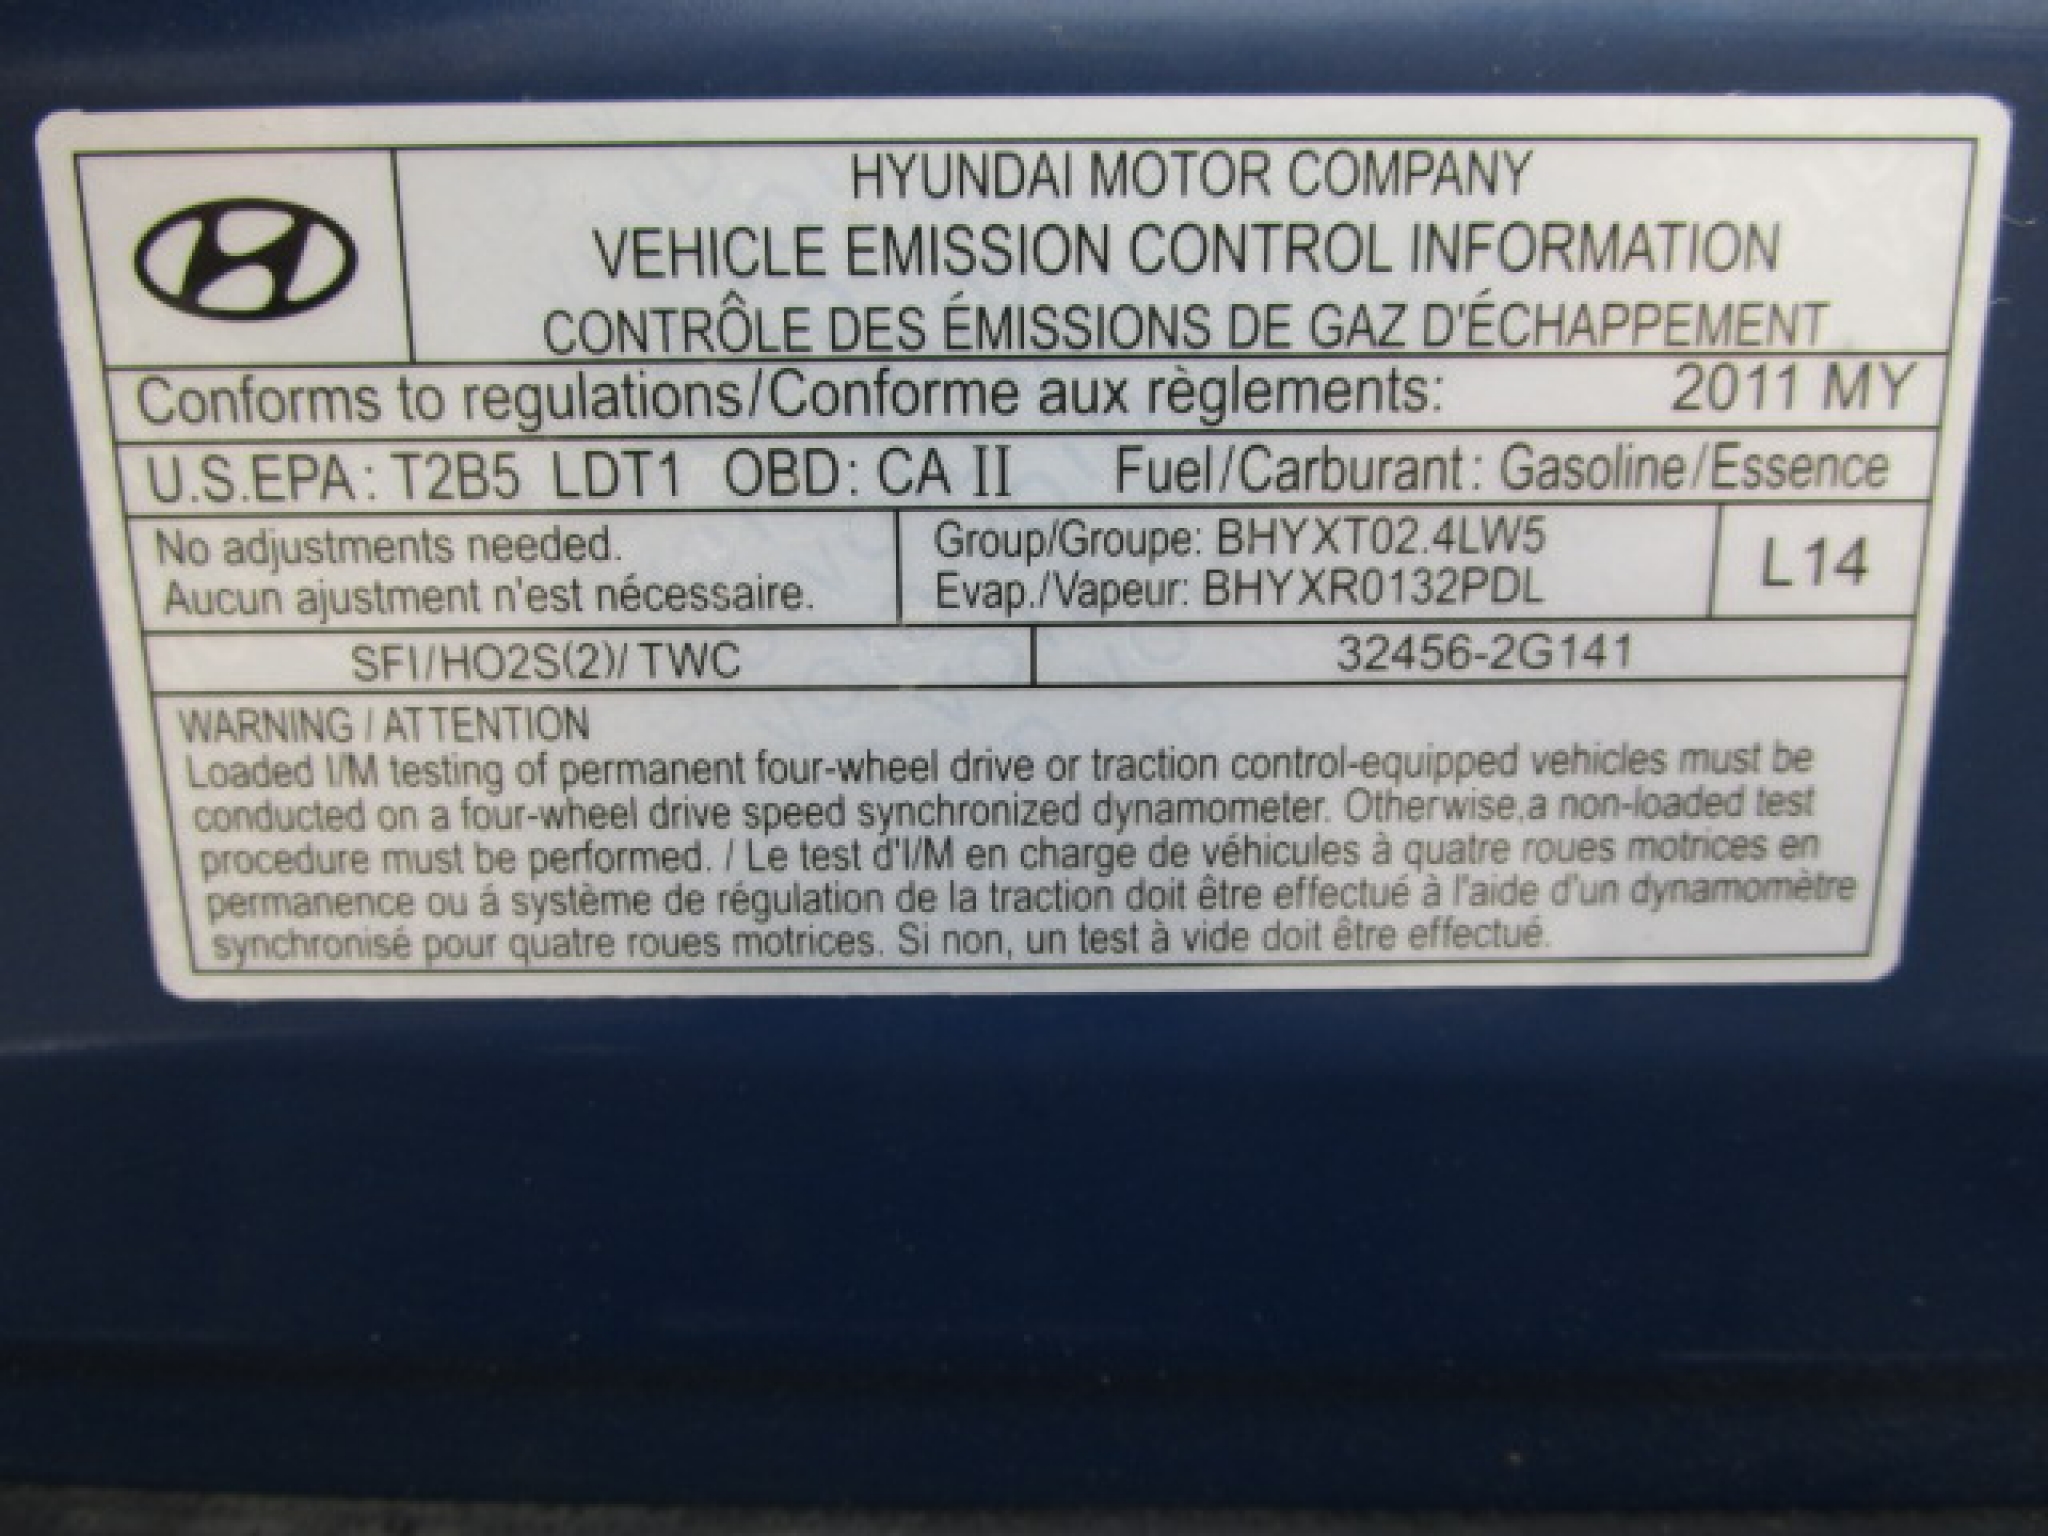 HYUNDAI MOTOR COMPANY
VEHICLE EMISSION CONTROL INFORMATION
CONTRÔLE DES ÉMISSIONS DE GAZ D'ÉCHAPPEMENT
Conforms to regulations/Conforme aux règlements: 2011 MY
U.S.EPA: T2B5 LDT1 OBD: CA II Fuel/Carburant: Gasoline/Essence
No adjustments needed.
Aucun ajustment n'est nécessaire.
Group/Groupe: BHYXT02.4LW5
Evap./Vapeur: BHYXR0132PDL
L14
SFI/HO2S(2)/TWC
32456-2G141
WARNING / ATTENTION
Loaded I/M testing of permanent four-wheel drive or traction control-equipped vehicles must be
conducted on a four-wheel drive speed synchronized dynamometer. Otherwise,a non-loaded test
procedure must be performed. / Le test d'I/M en charge de véhicules à quatre roues motrices en
permanence ou á système de régulation de la traction doit être effectué à l'aide d'un dynamomètre
synchronisé pour quatre roues motrices. Si non, un test à vide doit être effectué.